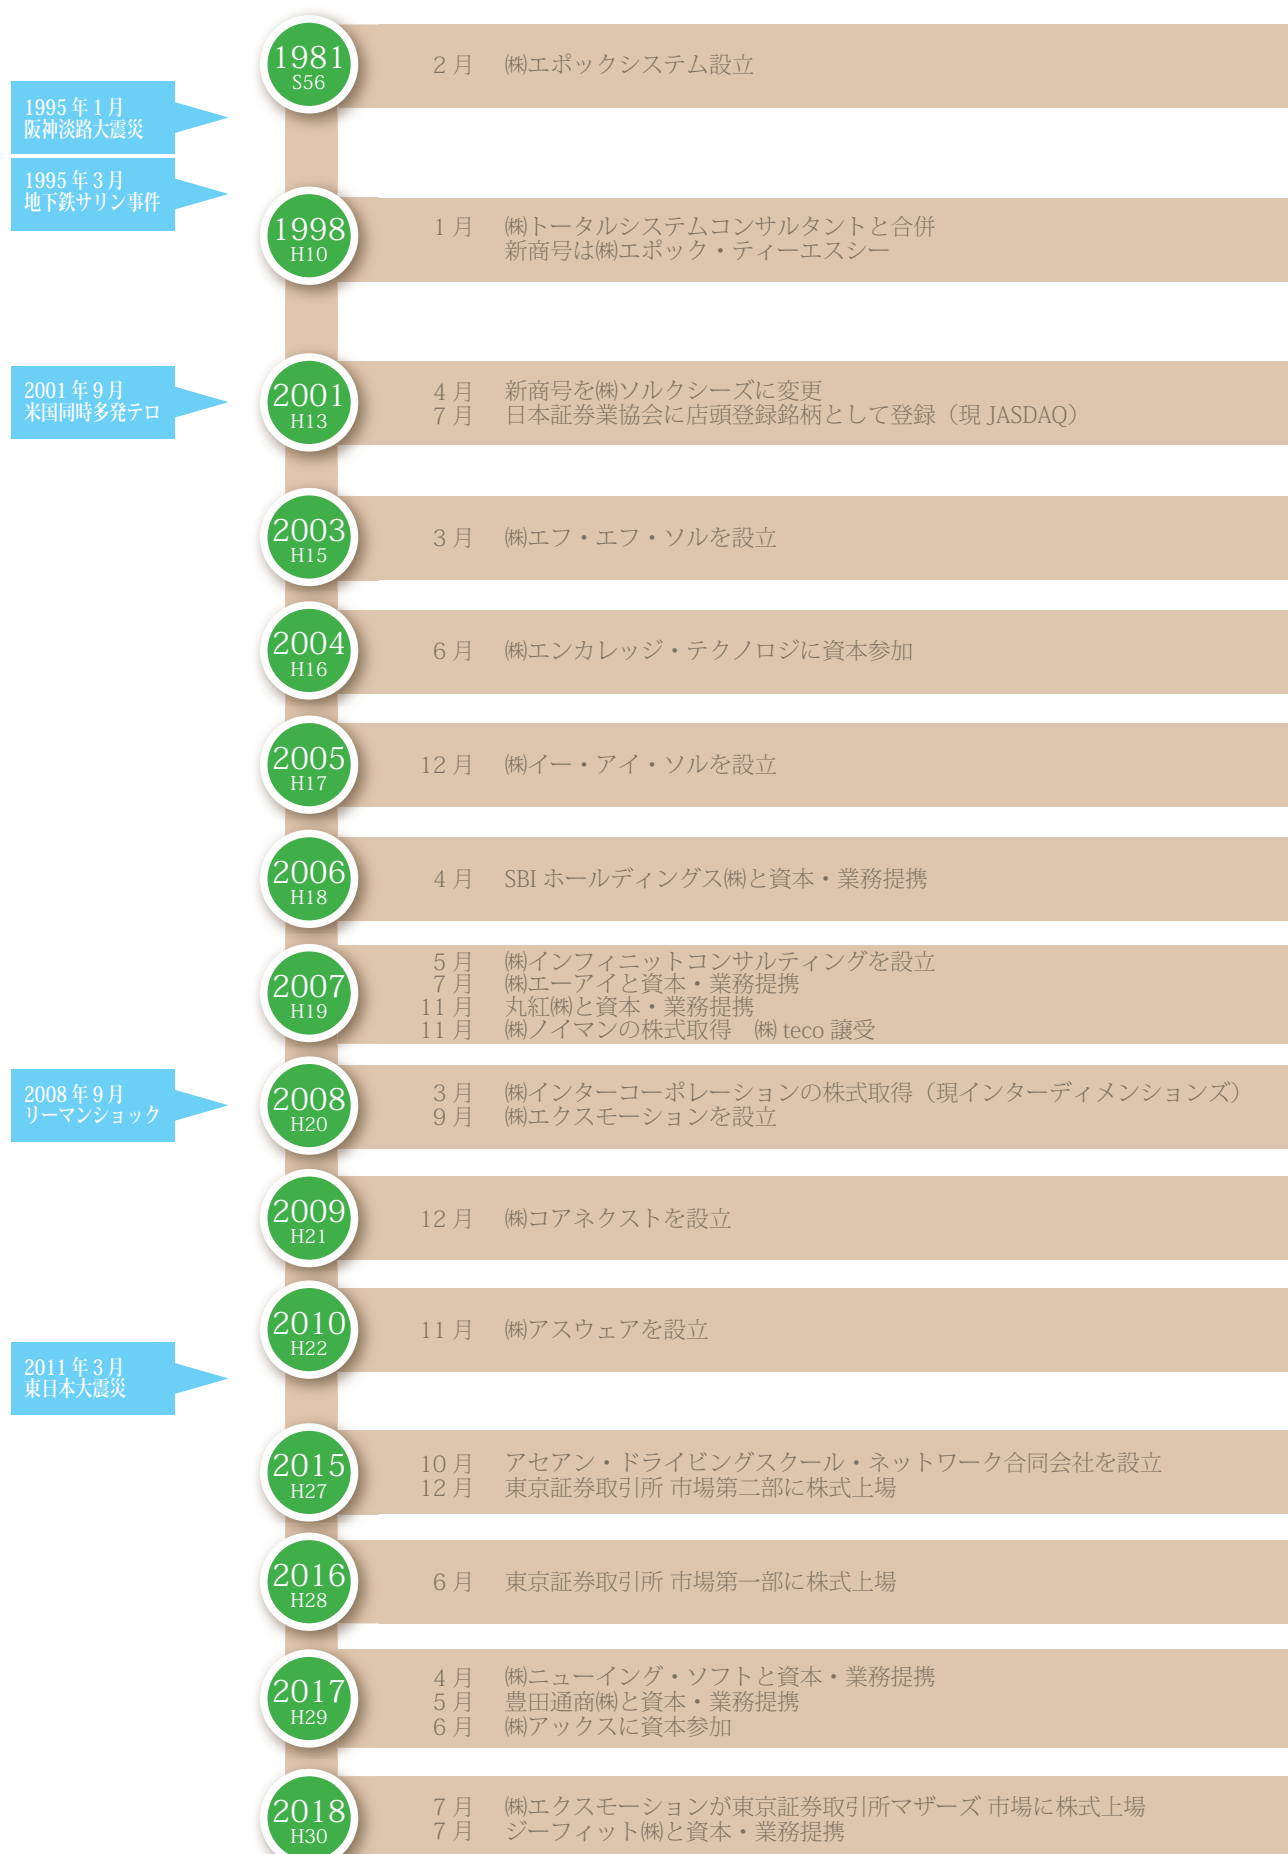 1981
S56
2月 ㈱エポックシステム設立
1995年1月
阪神淡路大震災
1995年3月
地下鉄サリン事件
1998
H10
1月 ㈱トータルシステムコンサルタントと合併
新商号は㈱エポック・ティーエスシー
2001年9月
米国同時多発テロ
2001
H13
4月 新商号を㈱ソルクシーズに変更
7月 日本証券業協会に店頭登録銘柄として登録（現 JASDAQ）
2003
H15
3月 ㈱エフ・エフ・ソルを設立
2004
H16
6月 ㈱エンカレッジ・テクノロジに資本参加
2005
H17
12月 ㈱イー・アイ・ソルを設立
2006
H18
4月 SBIホールディングス㈱と資本・業務提携
2007
H19
5月 ㈱インフィニットコンサルティングを設立
7月 ㈱エーアイと資本・業務提携
11月 丸紅㈱と資本・業務提携
11月 ㈱ノイマンの株式取得　㈱ teco 譲受
2008年9月
リーマンショック
2008
H20
3月 ㈱インターコーポレーションの株式取得（現インターディメンションズ）
9月 ㈱エクスモーションを設立
2009
H21
12月 ㈱コアネクストを設立
2010
H22
11月 ㈱アスウェアを設立
2011年3月
東日本大震災
2015
H27
10月 アセアン・ドライビングスクール・ネットワーク合同会社を設立
12月 東京証券取引所 市場第二部に株式上場
2016
H28
6月 東京証券取引所 市場第一部に株式上場
2017
H29
4月 ㈱ニューイング・ソフトと資本・業務提携
5月 豊田通商㈱と資本・業務提携
6月 ㈱アックスに資本参加
2018
H30
7月 ㈱エクスモーションが東京証券取引所マザーズ 市場に株式上場
7月 ジーフィット㈱と資本・業務提携